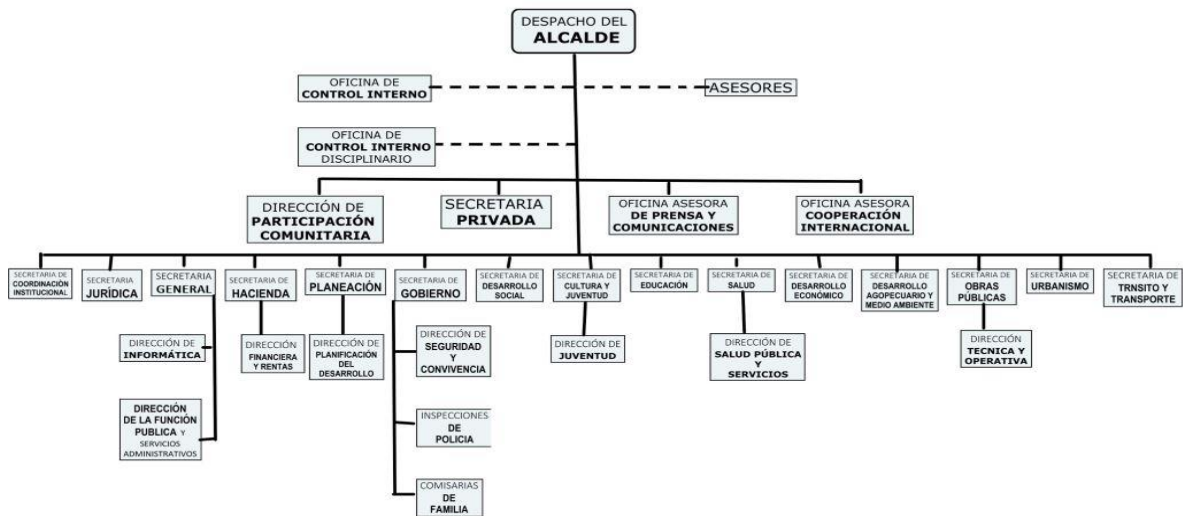 DESPACHO DEL
ALCALDE
OFICINA DE
CONTROL INTERNO
ASESORES
OFICINA DE
CONTROL INTERNO
DISCIPLINARIO
DIRECCIÓN DE
PARTICIPACIÓN
COMUNITARIA
SECRETARIA
PRIVADA
OFICINA ASESORA
DE PRENSA Y
COMUNICACIONES
OFICINA ASESORA
COOPERACIÓN
INTERNACIONAL
SECRETARIA DE
COORDINACIÓN
INSTITUCIONAL
SECRETARIA
JURÍDICA
SECRETARIA
GENERAL
SECRETARIA DE
HACIENDA
SECRETARIA DE
PLANEACIÓN
SECRETARIA DE
GOBIERNO
SECRETARIA DE
DESARROLLO
SOCIAL
SECRETARIA DE
CULTURA Y
JUVENTUD
SECRETARIA DE
EDUCACIÓN
SECRETARIA DE
SALUD
SECRETARIA DE
DESARROLLO
ECONÓMICO
SECRETARIA DE
DESARROLLO
AGOPECUARIO Y
MEDIO AMBIENTE
SECRETARIA DE
OBRAS
PÚBLICAS
SECRETARIA DE
URBANISMO
SECRETARIA DE
TRNSITO Y
TRANSPORTE
DIRECCIÓN DE
INFORMÁTICA
DIRECCIÓN
FINANCIERA
Y RENTAS
DIRECCIÓN DE
PLANIFICACIÓN
DEL
DESARROLLO
DIRECCIÓN DE
SEGURIDAD
Y
CONVIVENCIA
DIRECCIÓN DE
JUVENTUD
DIRECCIÓN DE
SALUD PÚBLICA
Y
SERVICIOS
DIRECCIÓN
TECNICA Y
OPERATIVA
DIRECCIÓN
DE LA FUNCIÓN
PUBLICA Y
SERVICIOS
ADMINISTRATIVOS
INSPECCIONES
DE
POLICIA
COMISARIAS
DE
FAMILIA